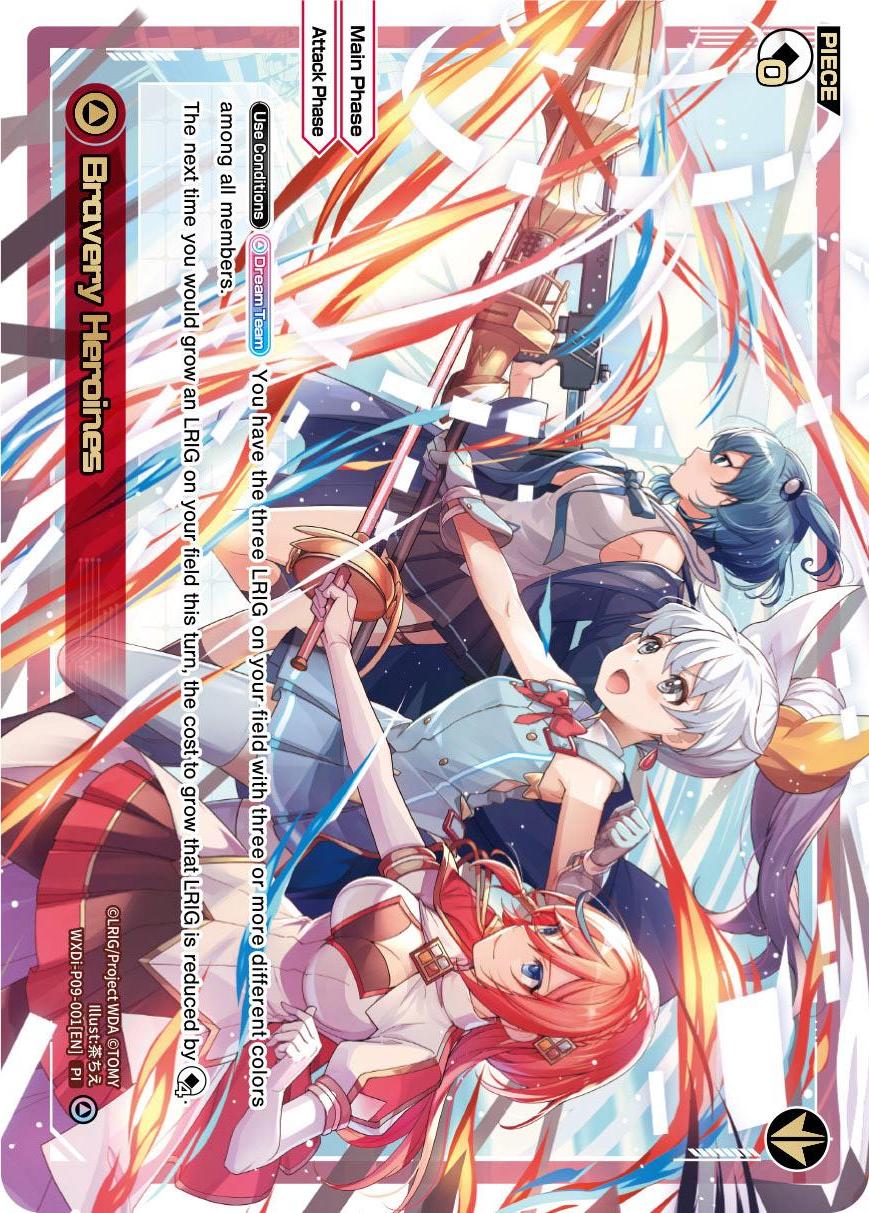 PIECE
0
Main Phase
Attack Phase
Use Conditions Dream Team You have the three LRIG on your field with three or more different colors
among all members.
The next time you would grow an LRIG on your field this turn, the cost to grow that LRIG is reduced by 4.
Bravery Heroines
©LRIG/Project WDA ©TOMY
Illust:茶ちえ
WXDi-P09-001[EN] PI